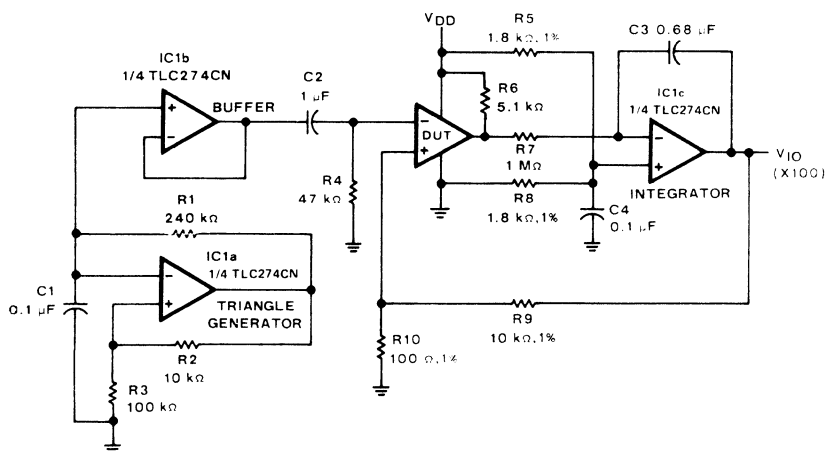 VDD
R5
1.8 kΩ, 1%
C3 0.68 µF
IC1b
1/4 TLC274CN
C2
1 µF
BUFFER
+
−
R6
5.1 kΩ
IC1c
1/4 TLC274CN
−
DUT
+
R7
1 MΩ
−
+
VIO
(X100)
INTEGRATOR
R4
47 kΩ
R8
1.8 kΩ, 1%
C4
0.1 µF
R1
240 kΩ
IC1a
1/4 TLC274CN
−
+
TRIANGLE
GENERATOR
C1
0.1 µF
R2
10 kΩ
R3
100 kΩ
R9
10 kΩ, 1%
R10
100 Ω, 1%